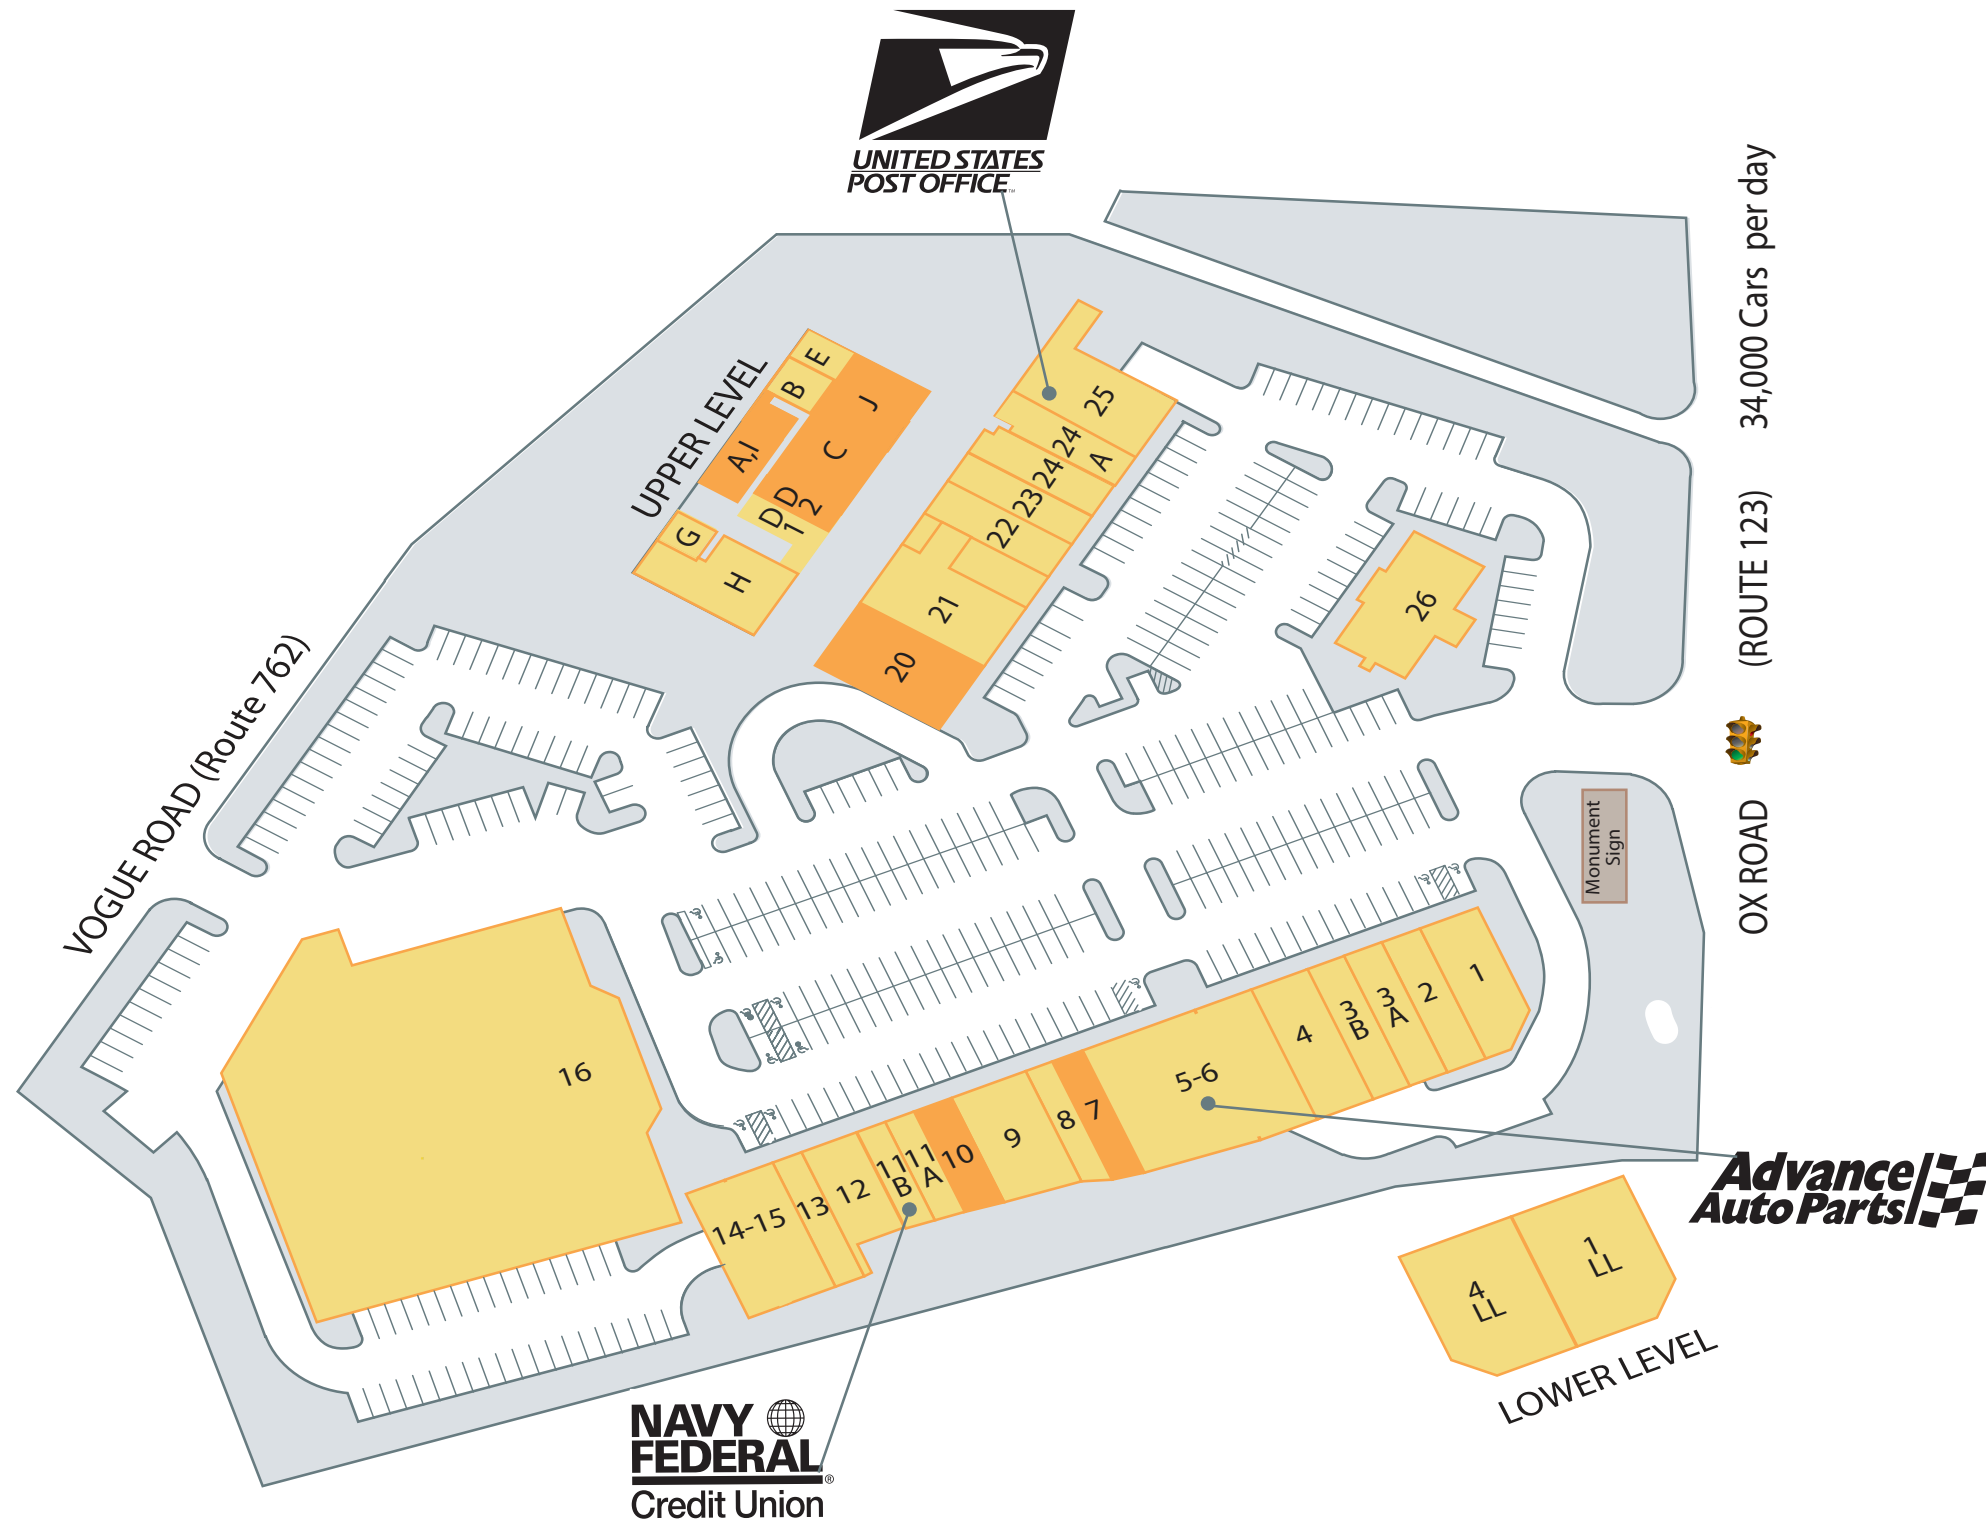 UNITED STATES
POST OFFICE™
34,000 Cars per day
(ROUTE 123)
OX ROAD
UPPER LEVEL
E
B
J
A,I
C
D
2
D
1
G
H
25
24
A
24
23
22
21
20
26
VOGUE ROAD (Route 762)
Monument
Sign
16
1
2
3
A
3
B
4
5-6
7
8
9
10
11
A
11
B
12
13
14-15
Advance
Auto Parts
1
LL
4
LL
LOWER LEVEL
NAVY
FEDERAL®
Credit Union